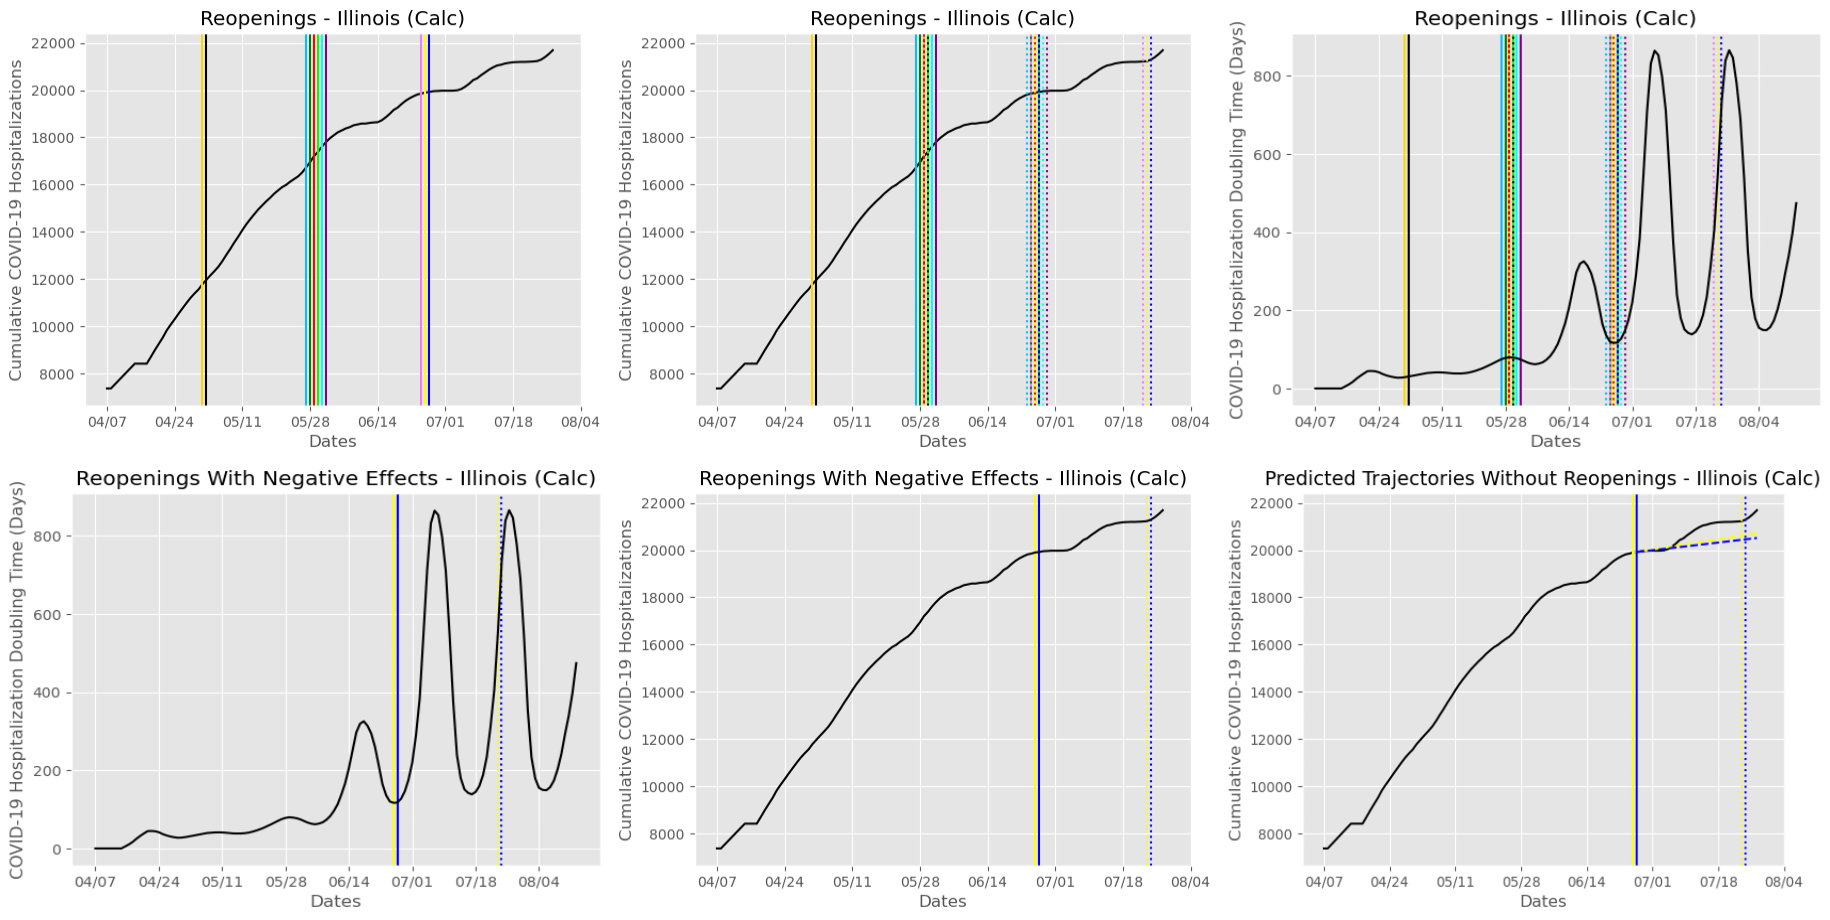 Reopenings - Illinois (Calc)
Cumulative COVID-19 Hospitalizations
22000
20000
18000
16000
14000
12000
10000
8000
04/07 04/24 05/11 05/28 06/14 07/01 07/18 08/04
Dates
Reopenings - Illinois (Calc)
Cumulative COVID-19 Hospitalizations
22000
20000
18000
16000
14000
12000
10000
8000
04/07 04/24 05/11 05/28 06/14 07/01 07/18 08/04
Dates
Reopenings - Illinois (Calc)
COVID-19 Hospitalization Doubling Time (Days)
800
600
400
200
0
04/07 04/24 05/11 05/28 06/14 07/01 07/18 08/04
Dates
Reopenings With Negative Effects - Illinois (Calc)
COVID-19 Hospitalization Doubling Time (Days)
800
600
400
200
0
04/07 04/24 05/11 05/28 06/14 07/01 07/18 08/04
Dates
Reopenings With Negative Effects - Illinois (Calc)
Cumulative COVID-19 Hospitalizations
22000
20000
18000
16000
14000
12000
10000
8000
04/07 04/24 05/11 05/28 06/14 07/01 07/18 08/04
Dates
Predicted Trajectories Without Reopenings - Illinois (Calc)
Cumulative COVID-19 Hospitalizations
22000
20000
18000
16000
14000
12000
10000
8000
04/07 04/24 05/11 05/28 06/14 07/01 07/18 08/04
Dates